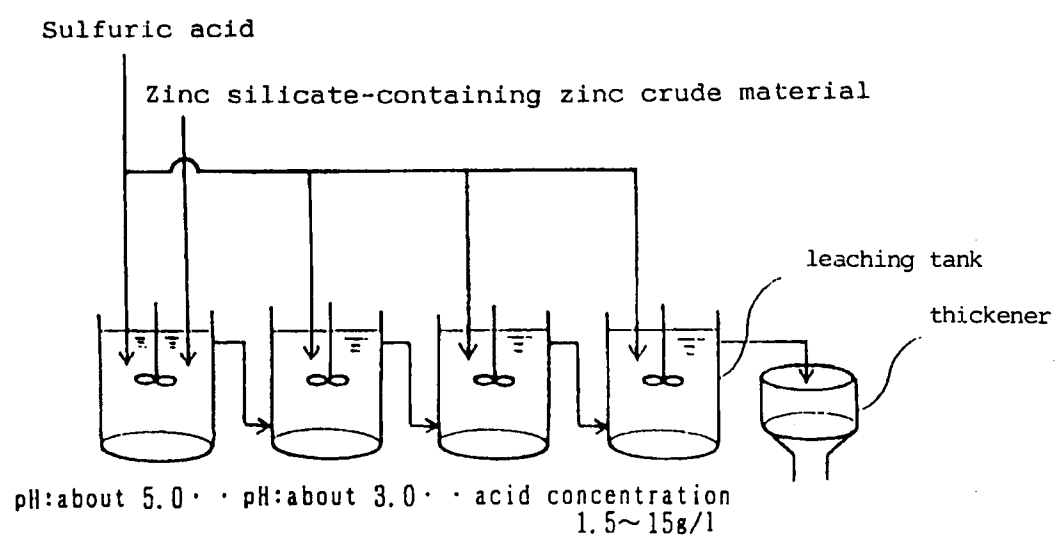 Sulfuric acid
Zinc silicate-containing zinc crude material
leaching tank
thickener
pH:about 5.0・・pH:about 3.0・・acid concentration
1.5~15g/l